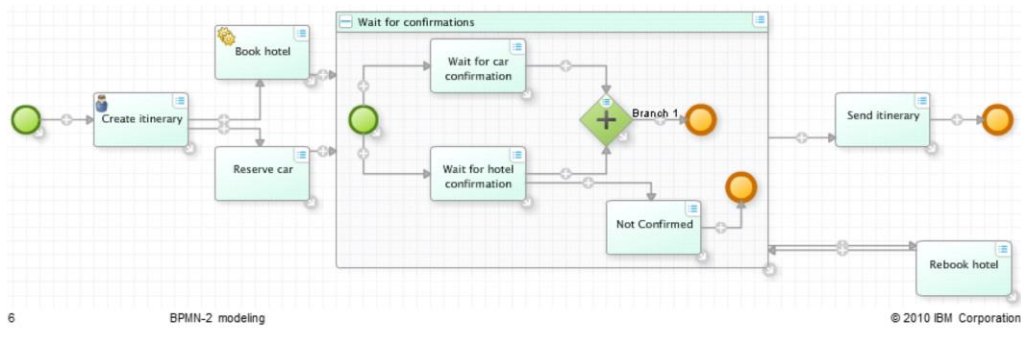 Wait for confirmations
Book hotel
Wait for car
confirmation
Create itinerary
Branch 1
Send itinerary
Reserve car
Wait for hotel
confirmation
Not Confirmed
Rebook hotel
6
BPMN-2 modeling
© 2010 IBM Corporation